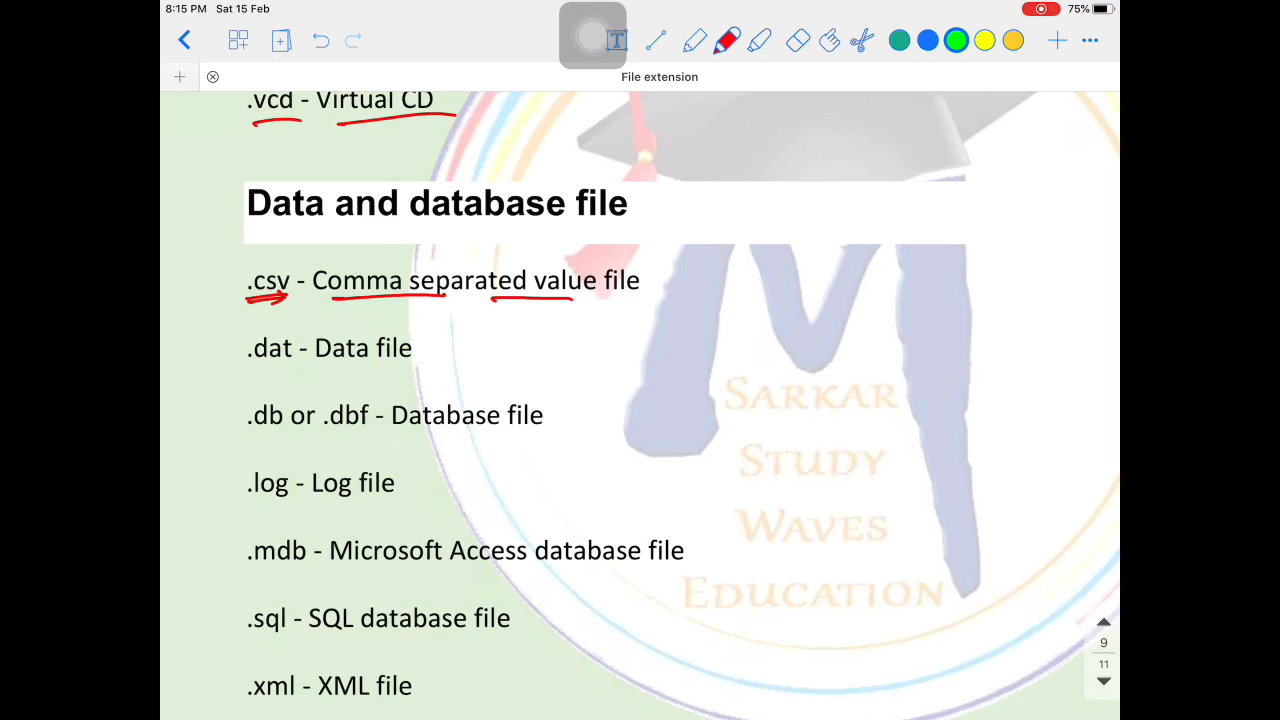 8:15 PM Sat 15 Feb
75%
T
File extension
.vcd - Virtual CD
Data and database file
.csv - Comma separated value file
.dat - Data file
.db or .dbf - Database file
.log - Log file
.mdb - Microsoft Access database file
.sql - SQL database file
.xml - XML file
SARKAR
STUDY
WAVES
EDUCATION
9
11